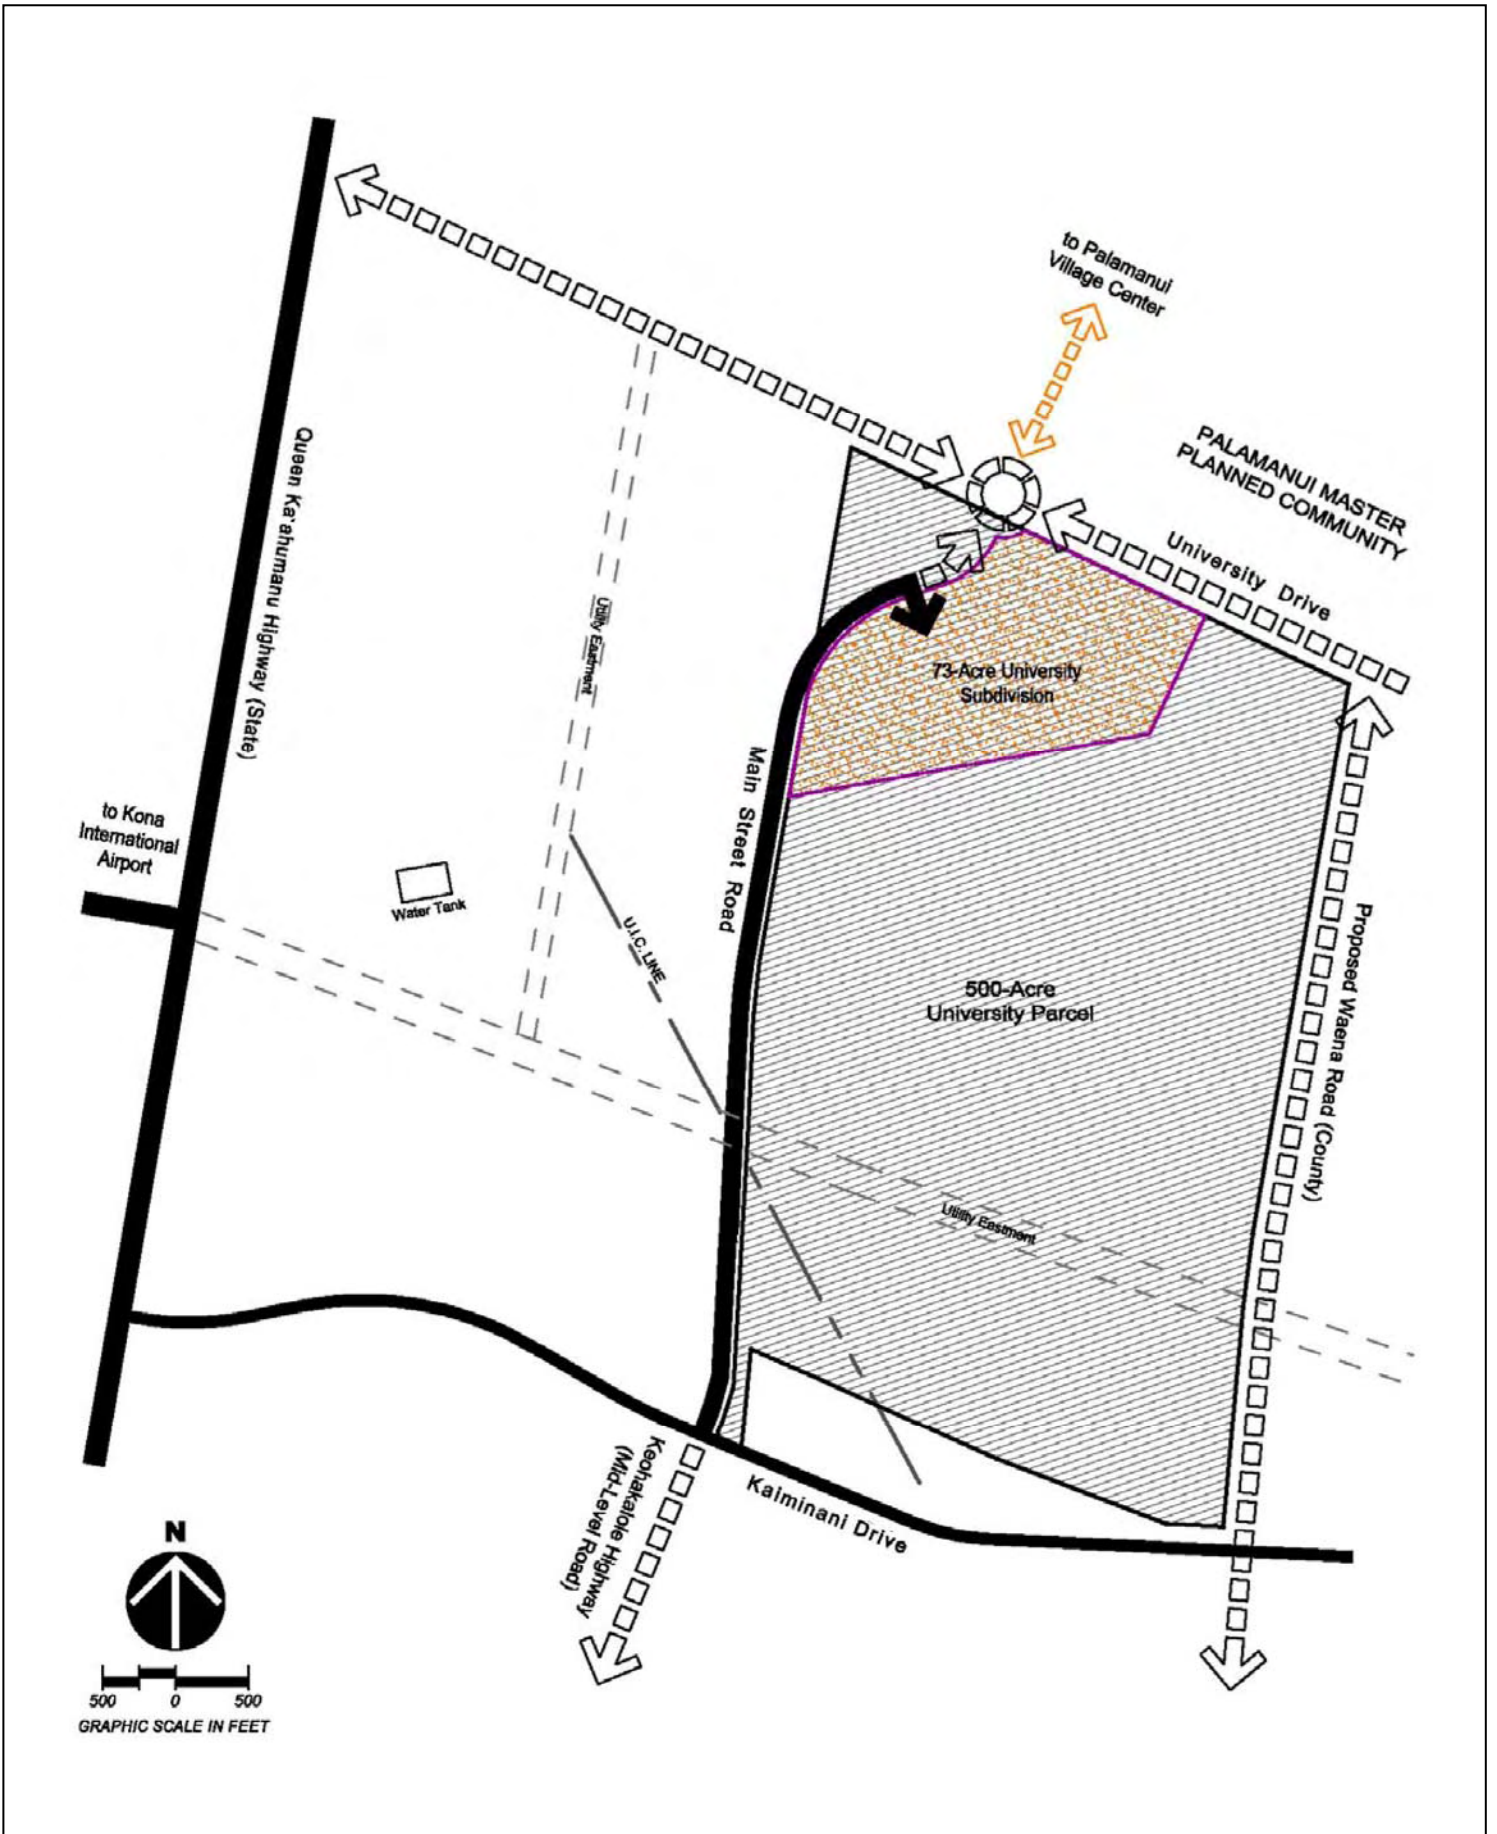 to Palamanui
Village Center
PALAMANUI MASTER
PLANNED COMMUNITY
University Drive
Queen Ka'ahumanu Highway (State)
Utility Eastment
73-Acre University
Subdivision
Main Street Road
to Kona
International
Airport
Water Tank
U.I.C. LINE
500-Acre
University Parcel
Proposed Waena Road (County)
Utility Eastment
Keohakalole Highway
(Mid-Level Road)
Kaiminani Drive
N
500 0 500
GRAPHIC SCALE IN FEET